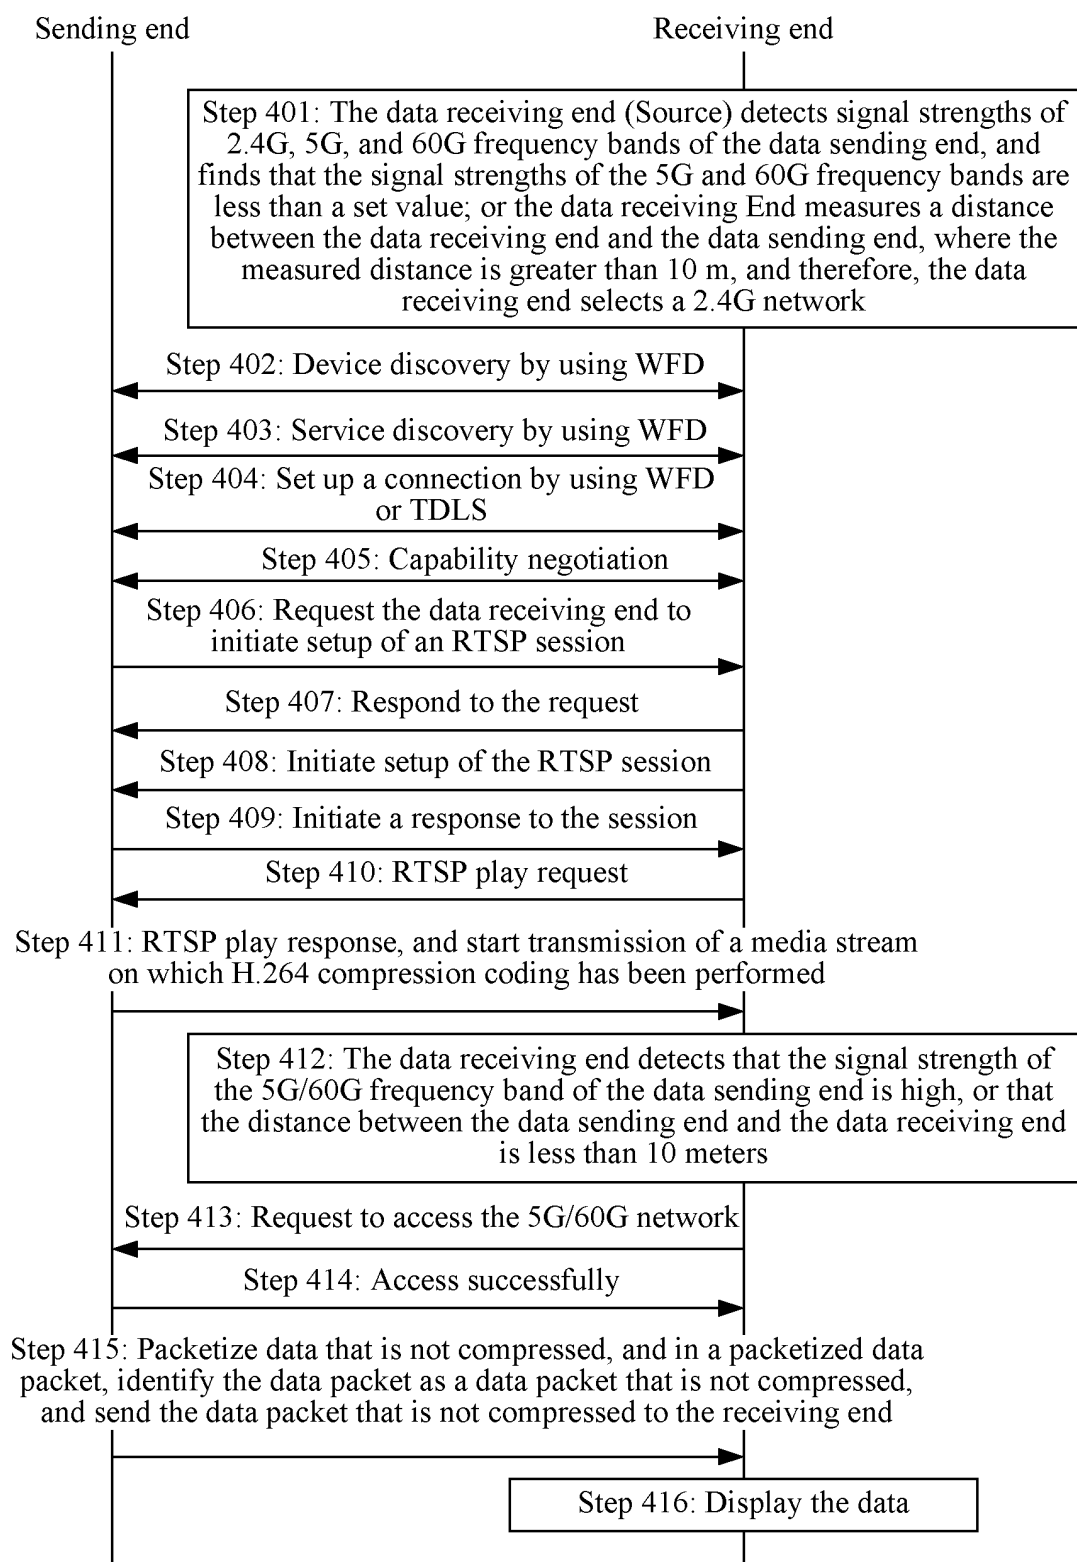 Sending end
Receiving end
Step 401: The data receiving end (Source) detects signal strengths of
2.4G, 5G, and 60G frequency bands of the data sending end, and
finds that the signal strengths of the 5G and 60G frequency bands are
less than a set value; or the data receiving End measures a distance
between the data receiving end and the data sending end, where the
measured distance is greater than 10 m, and therefore, the data
receiving end selects a 2.4G network
Step 402: Device discovery by using WFD
Step 403: Service discovery by using WFD
Step 404: Set up a connection by using WFD
or TDLS
Step 405: Capability negotiation
Step 406: Request the data receiving end to
initiate setup of an RTSP session
Step 407: Respond to the request
Step 408: Initiate setup of the RTSP session
Step 409: Initiate a response to the session
Step 410: RTSP play request
Step 411: RTSP play response, and start transmission of a media stream
on which H.264 compression coding has been performed
Step 412: The data receiving end detects that the signal strength of
the 5G/60G frequency band of the data sending end is high, or that
the distance between the data sending end and the data receiving end
is less than 10 meters
Step 413: Request to access the 5G/60G network
Step 414: Access successfully
Step 415: Packetize data that is not compressed, and in a packetized data
packet, identify the data packet as a data packet that is not compressed,
and send the data packet that is not compressed to the receiving end
Step 416: Display the data